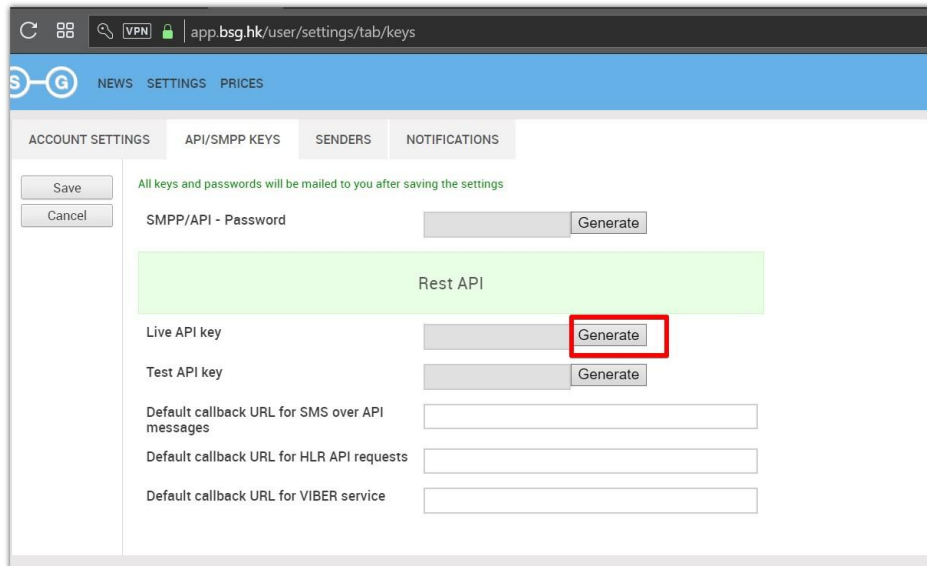 VPN app.bsg.hk/user/settings/tab/keys
S G NEWS SETTINGS PRICES
ACCOUNT SETTINGS API/SMPP KEYS SENDERS NOTIFICATIONS
Save
Cancel
All keys and passwords will be mailed to you after saving the settings
SMPP/API - Password Generate
Rest API
Live API key Generate
Test API key Generate
Default callback URL for SMS over API
messages
Default callback URL for HLR API requests
Default callback URL for VIBER service